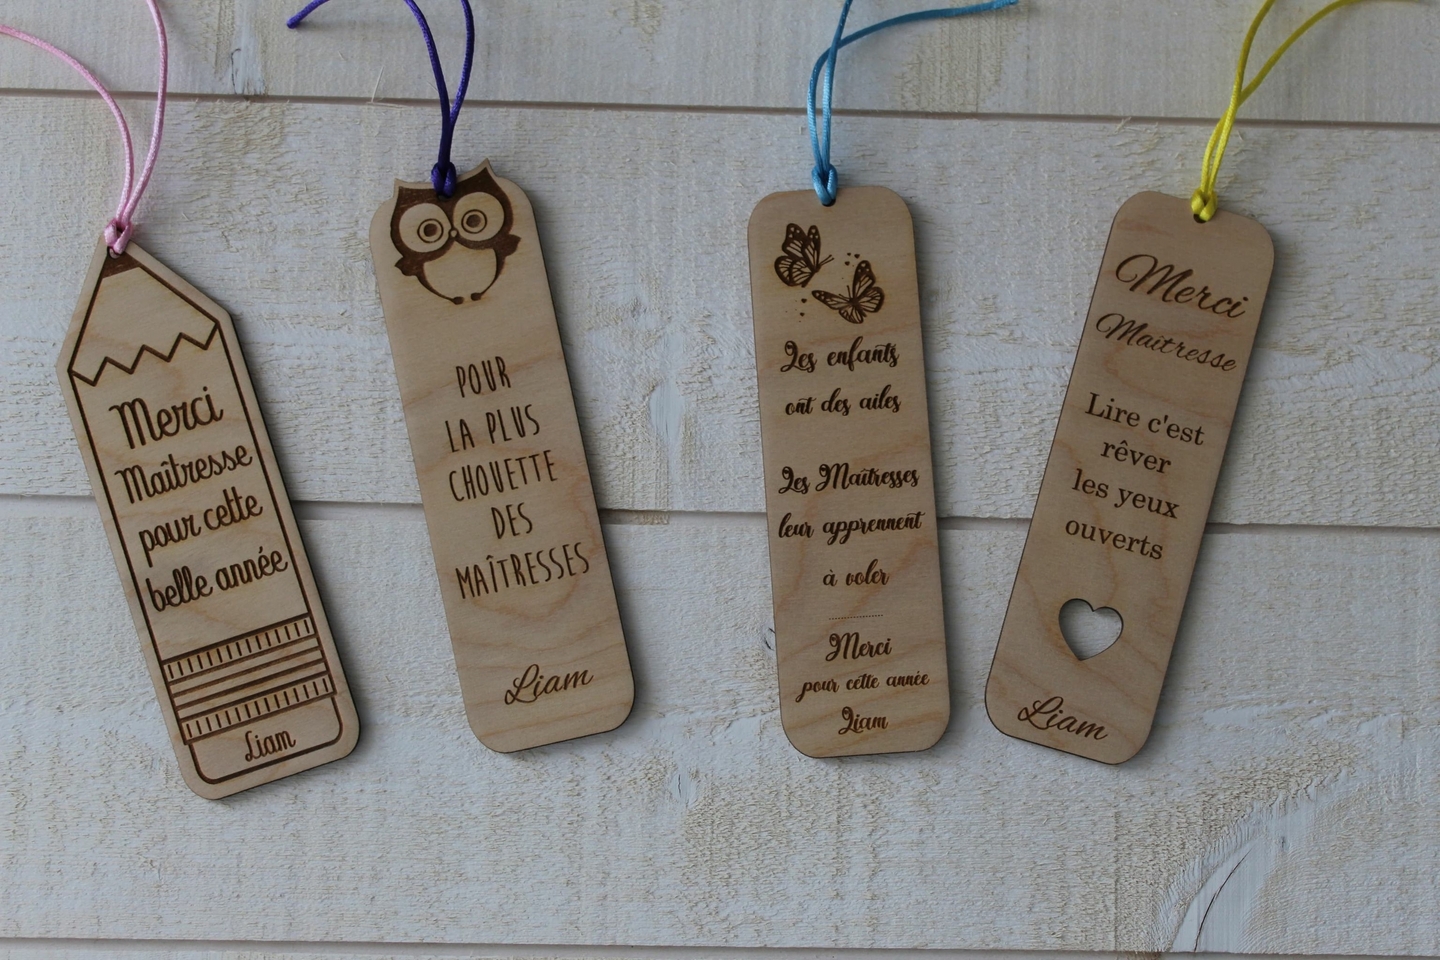 Merci
Maîtresse
pour cette
belle année
Liam
POUR
LA PLUS
CHOUETTE
DES
MAÎTRESSES
Liam
Les enfants
ont des ailes
Les Maîtresses
leur apprennent
à voler
Merci
pour cette année
Liam
Merci
Maitresse
Lire c'est
rêver
les yeux
ouverts
Liam